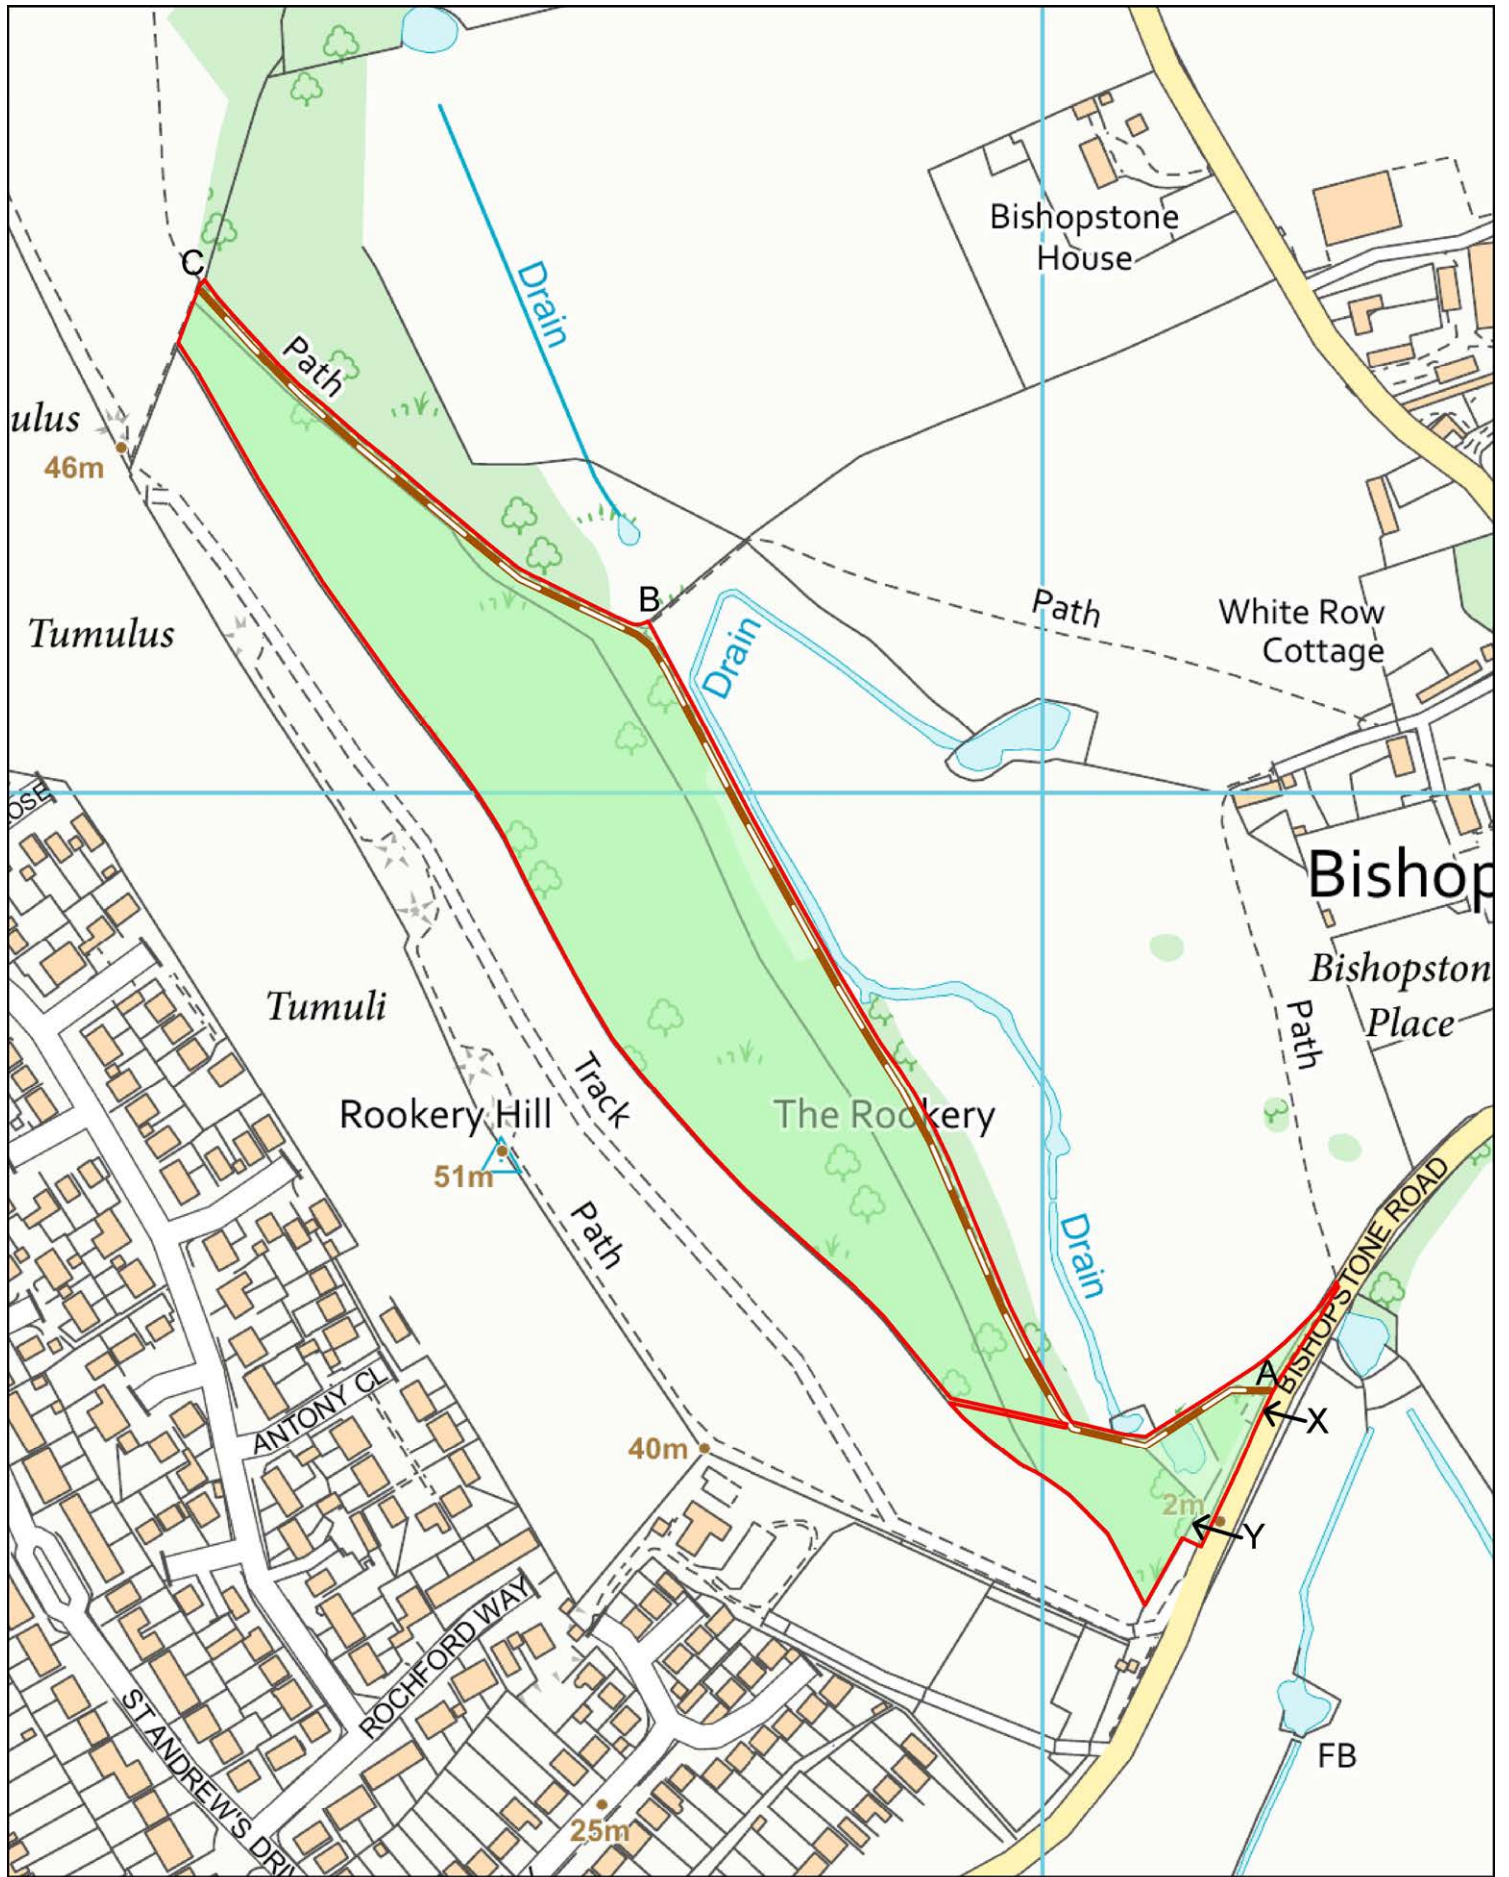 Bishopstone
House
C
Path
Drain
ulus
46m
B
Path
White Row
Cottage
Drain
Tumulus
OSE
Bishop
Bishopston
Place
Path
Tumuli
Track
Rookery Hill
The Rookery
51m
Path
Drain
BISHOPSTONE ROAD
A
X
ANTONY CL
40m
2m
Y
ROCHFORD WAY
ST ANDREW'S DRI
FB
25m